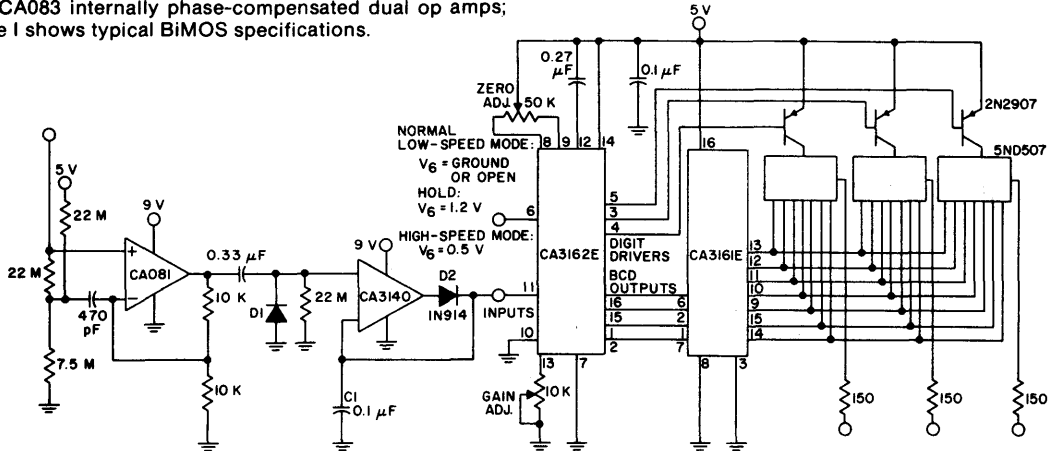 CA083 internally phase-compensated dual op amps;
e I shows typical BiMOS specifications.
5 V
0.27
μF
0.1 μF
ZERO
ADJ.
50 K
2N2907
NORMAL
LOW-SPEED MODE:
V6 = GROUND
OR OPEN
HOLD:
V6 = 1.2 V
HIGH-SPEED MODE:
V6 = 0.5 V
8
9
12
14
16
5ND507
5 V
22 M
9 V
6
5
3
4
CA3162E
DIGIT
DRIVERS
CA3161E
13
12
11
10
9
15
14
+
22 M
CA081
−
0.33 μF
9 V
CA3140
D2
1N914
11
INPUTS
10
BCD
OUTPUTS
16
15
1
2
6
2
1
7
470
pF
10 K
D1
22 M
7.5 M
10 K
C1
0.1 μF
13
7
GAIN
ADJ.
10 K
8
3
150
150
150